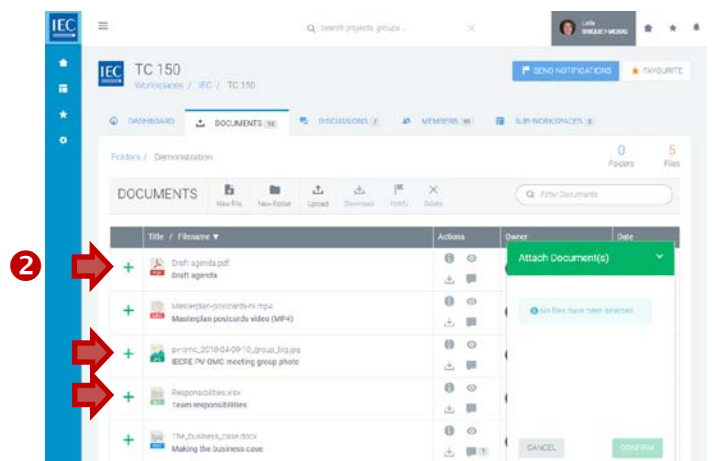 IEC
Search projects, groups...
Laila
IEC
TC 150
Workspaces / IEC / TC 150
SEND NOTIFICATIONS
FAVOURITE
DASHBOARD
DOCUMENTS
DISCUSSIONS
MEMBERS
SUB-WORKSPACES
Folders / Demonstration
0
Folders
5
Files
DOCUMENTS
New File
New Folder
Upload
Download
Notify
Delete
Filter Documents
Title / Filename
Actions
Owner
Date
2
Draft agenda.pdf
Draft agenda
Attach Document(s)
No files have been selected
Masterplan postcards video (MP4)
IECRE PV OMC meeting group photo
Responsibilities.xlsx
Team responsibilities
The_business_case.docx
Making the business case
1
CANCEL
CONFIRM